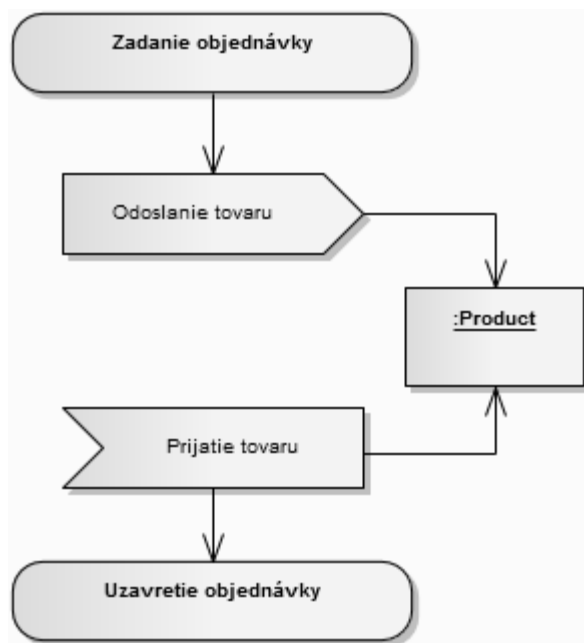 Zadanie objednávky
Odoslanie tovaru
:Product
Prijatie tovaru
Uzavretie objednávky